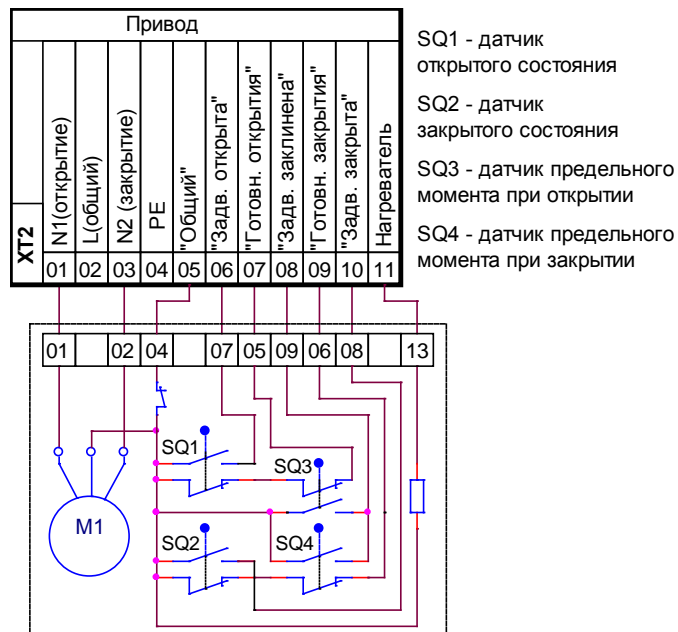 Привод
SQ1 - датчик
открытого состояния
SQ2 - датчик
закрытого состояния
SQ3 - датчик предельного
момента при открытии
SQ4 - датчик предельного
момента при закрытии
XT2
N1(открытие)
L(общий)
N2 (закрытие)
PE
"Общий"
"Задв. открыта"
"Готовн. открытия"
"Задв. заклинена"
"Готовн. закрытия"
"Задв. закрыта"
Нагреватель
01 02 03 04 05 06 07 08 09 10 11
01 02 04 07 05 09 06 08 13
SQ1
SQ3
M1
SQ2
SQ4